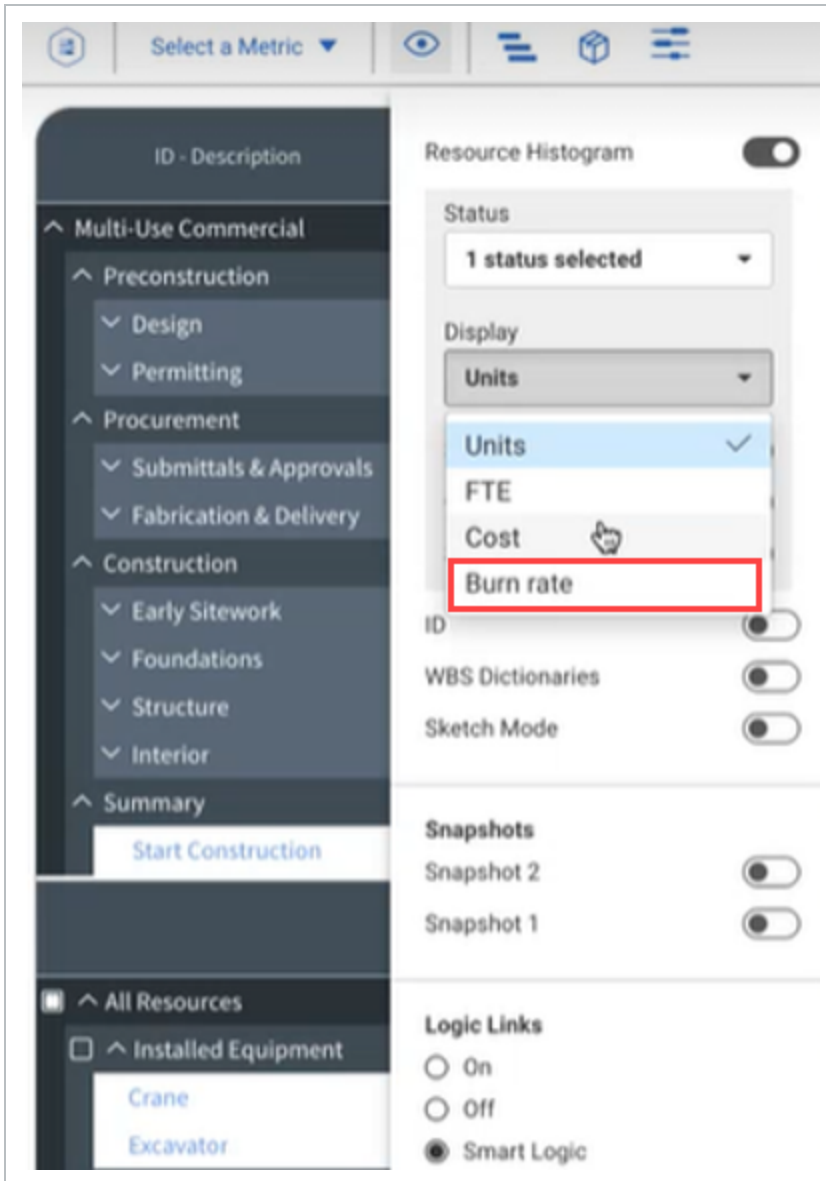 Select a Metric
ID - Description
Multi-Use Commercial
Preconstruction
Design
Permitting
Procurement
Submittals & Approvals
Fabrication & Delivery
Construction
Early Sitework
Foundations
Structure
Interior
Summary
Start Construction
All Resources
Installed Equipment
Crane
Excavator
Resource Histogram
Status
1 status selected
Display
Units
Units
FTE
Cost
Burn rate
ID
WBS Dictionaries
Sketch Mode
Snapshots
Snapshot 2
Snapshot 1
Logic Links
On
Off
Smart Logic